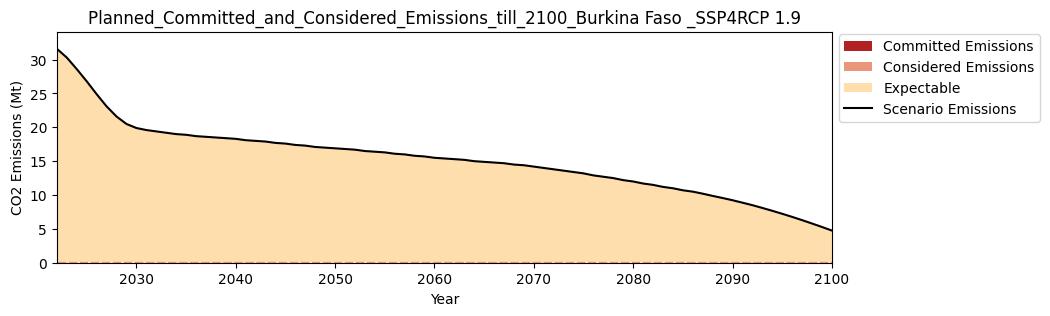 Planned_Committed_and_Considered_Emissions_till_2100_Burkina Faso _SSP4RCP 1.9
Committed Emissions
Considered Emissions
Expectable
Scenario Emissions
CO2 Emissions (Mt)
30
25
20
15
10
5
0
2030 2040 2050 2060 2070 2080 2090 2100
Year